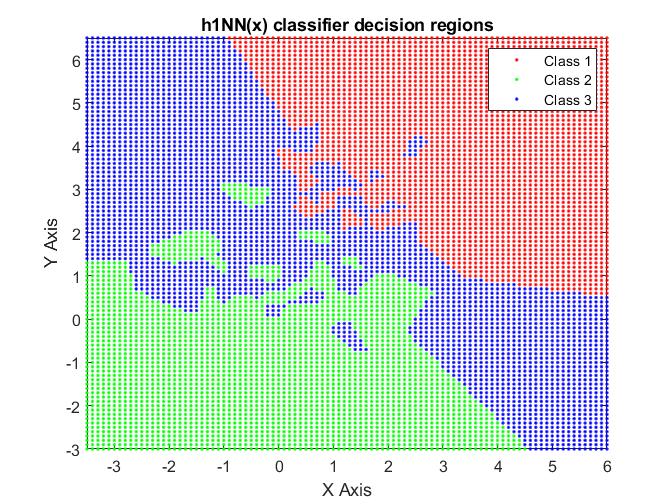 h1NN(x) classifier decision regions
Class 1
Class 2
Class 3
6
5
4
3
2
1
0
-1
-2
-3
Y Axis
-3 -2 -1 0 1 2 3 4 5 6
X Axis